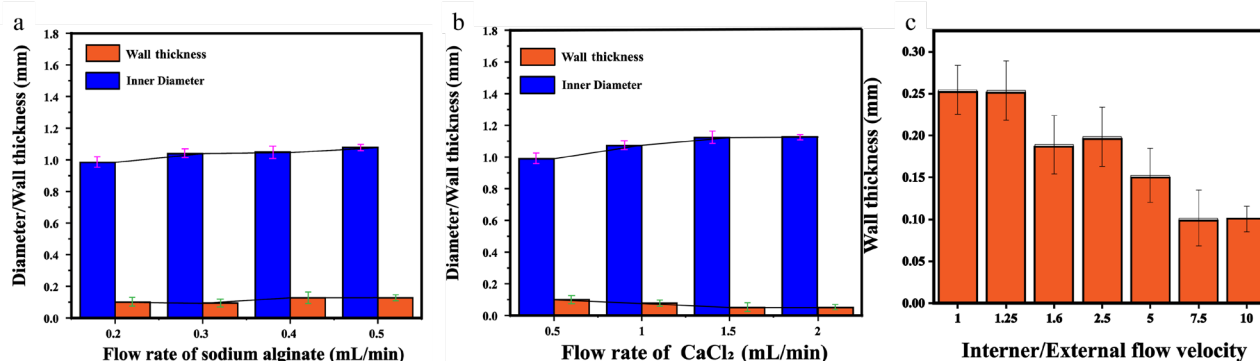 a
1.8
1.6
1.4
1.2
1.0
0.8
0.6
0.4
0.2
0.0
Diameter/Wall thickness (mm)
Wall thickness
Inner Diameter
0.2 0.3 0.4 0.5
Flow rate of sodium alginate (mL/min)
b
1.8
1.6
1.4
1.2
1.0
0.8
0.6
0.4
0.2
0.0
Diameter/Wall thickness (mm)
Wall thickness
Inner Diameter
0.5 1 1.5 2
Flow rate of CaCl₂ (mL/min)
c
0.30
0.25
0.20
0.15
0.10
0.05
0.00
Wall thickness (mm)
1 1.25 1.6 2.5 5 7.5 10
Interner/External flow velocity